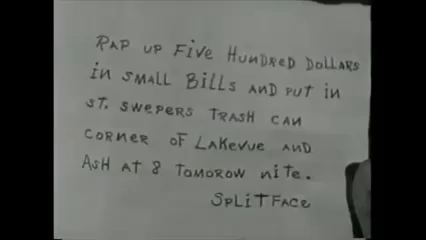 RAP UP FIVE HUNDRED DOLLARS
in SMALL BILLS AND PUT in
ST. SWEPERS TRASH CAN
CORNER OF LAKEVUE AND
ASH AT 8 TOMOROW niTE.
SPLITFACE